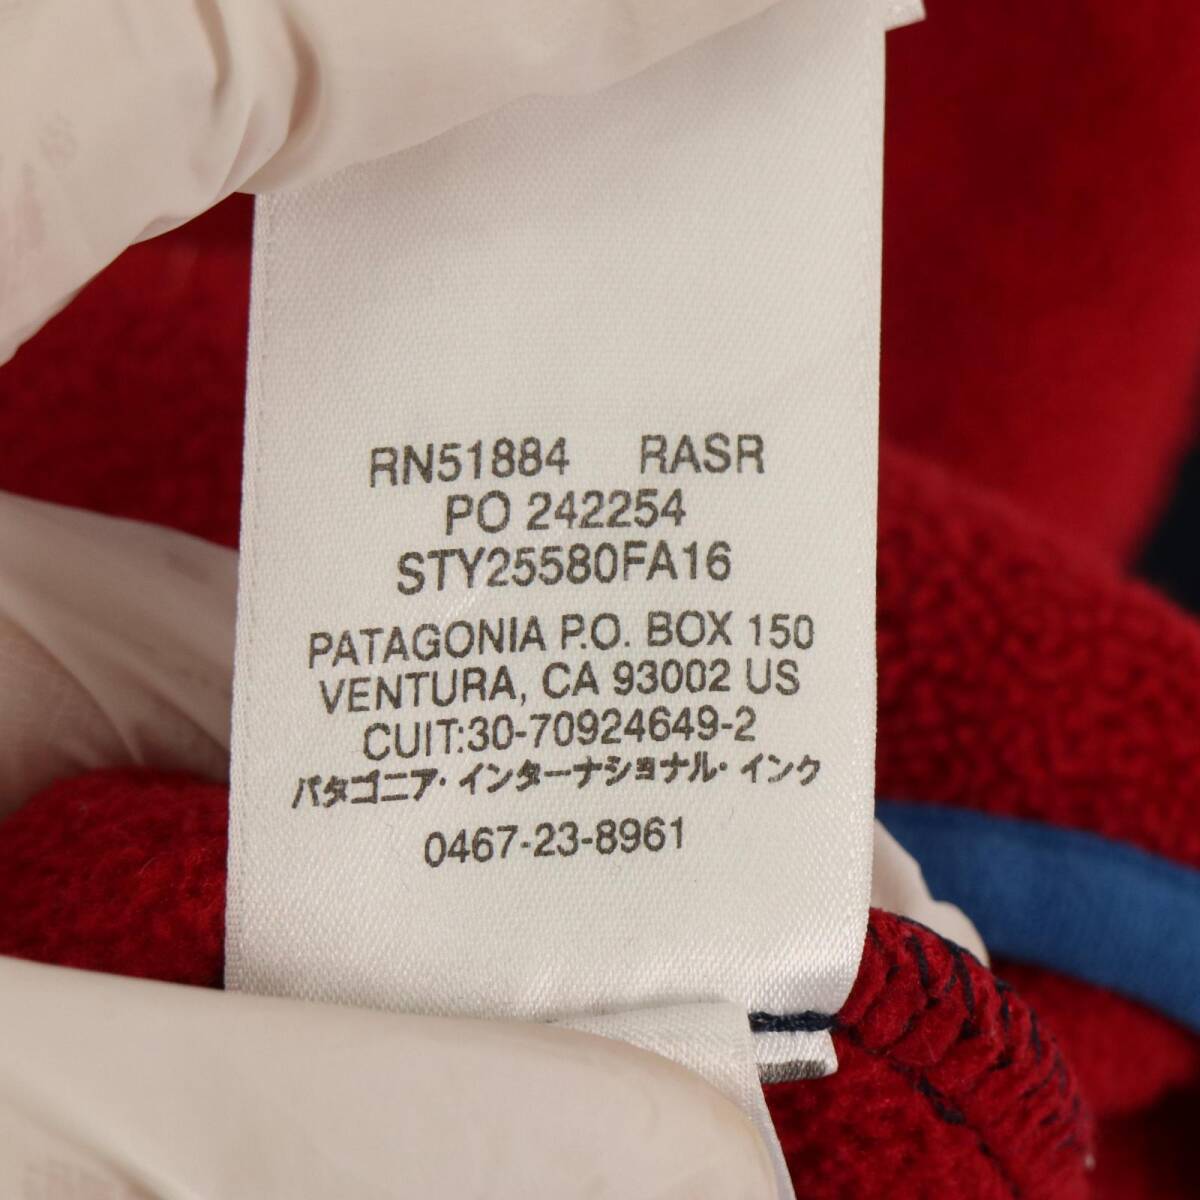 RN51884 RASR
PO 242254
STY25580FA16
PATAGONIA P.O. BOX 150
VENTURA, CA 93002 US
CUIT:30-70924649-2
パタゴニア・インターナショナル・インク
0467-23-8961